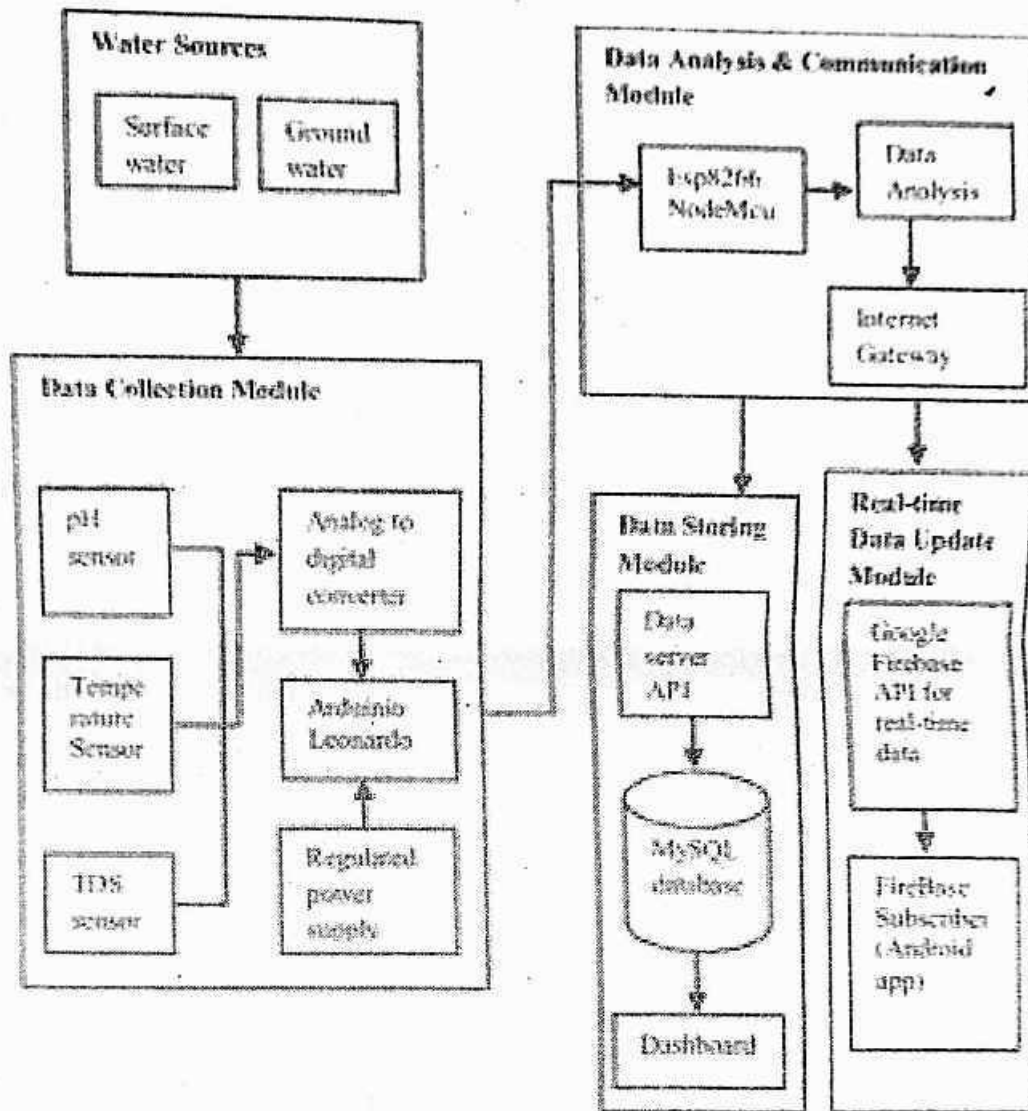 Water Sources
Surface
water
Ground
water
Data Collection Module
pH
sensor
Tempe
rature
Sensor
TDS
sensor
Analog to
digital
converter
Arduinio
Leonardo
Regulated
power
supply
Data Analysis & Communication
Module
Esp8266
NodeMcu
Data
Analysis
Internet
Gateway
Data Storing
Module
Data
server
API
MySQL
database
Dashboard
Real-time
Data Update
Module
Google
Firebase
API for
real-time
data
FireBase
Subscriber
(Android
app)